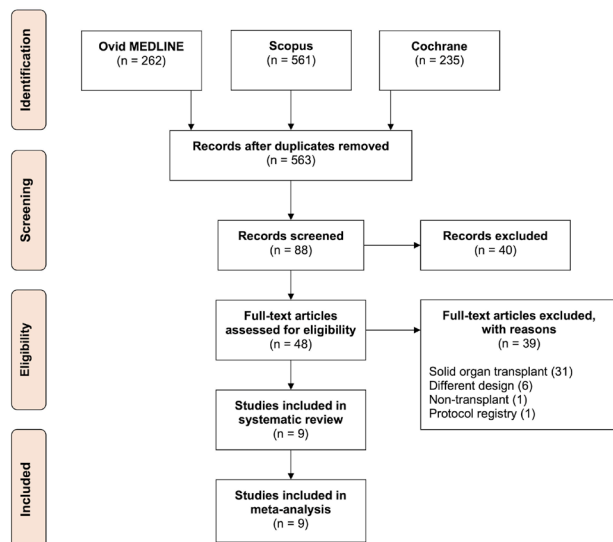 Identification
Ovid MEDLINE
(n = 262)
Scopus
(n = 561)
Cochrane
(n = 235)
Records after duplicates removed
(n = 563)
Screening
Records screened
(n = 88)
Records excluded
(n = 40)
Eligibility
Full-text articles
assessed for eligibility
(n = 48)
Full-text articles excluded,
with reasons
(n = 39)
Solid organ transplant (31)
Different design (6)
Non-transplant (1)
Protocol registry (1)
Studies included in
systematic review
(n = 9)
Included
Studies included in
meta-analysis
(n = 9)